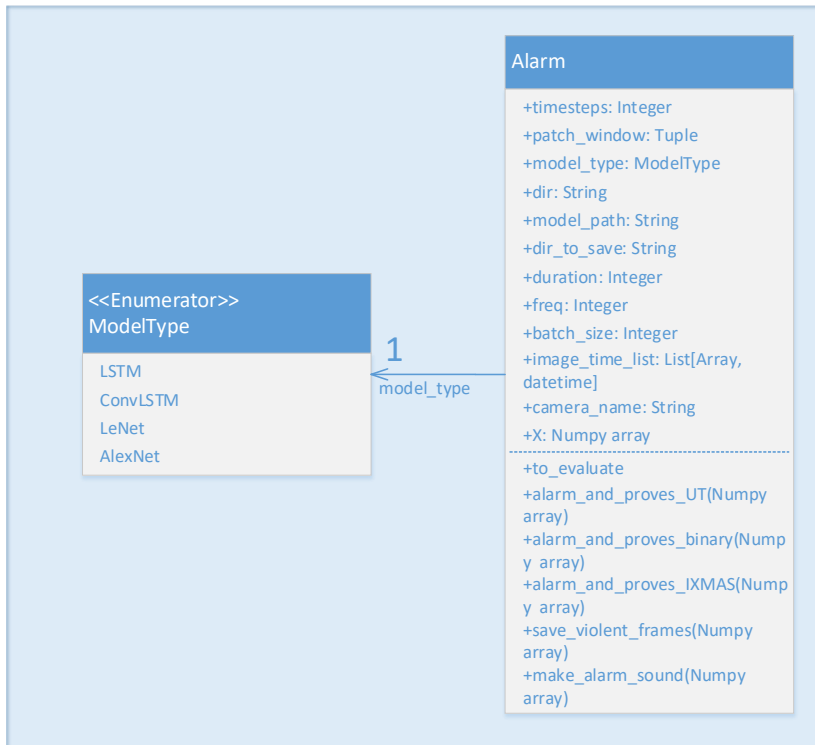 Alarm
+timesteps: Integer
+patch_window: Tuple
+model_type: ModelType
+dir: String
+model_path: String
+dir_to_save: String
+duration: Integer
+freq: Integer
+batch_size: Integer
+image_time_list: List[Array,
datetime]
+camera_name: String
+X: Numpy array
+to_evaluate
+alarm_and_proves_UT(Numpy
array)
+alarm_and_proves_binary(Nump
y array)
+alarm_and_proves_IXMAS(Nump
y array)
+save_violent_frames(Numpy
array)
+make_alarm_sound(Numpy
array)
<<Enumerator>>
ModelType
LSTM
ConvLSTM
LeNet
AlexNet
1
model_type